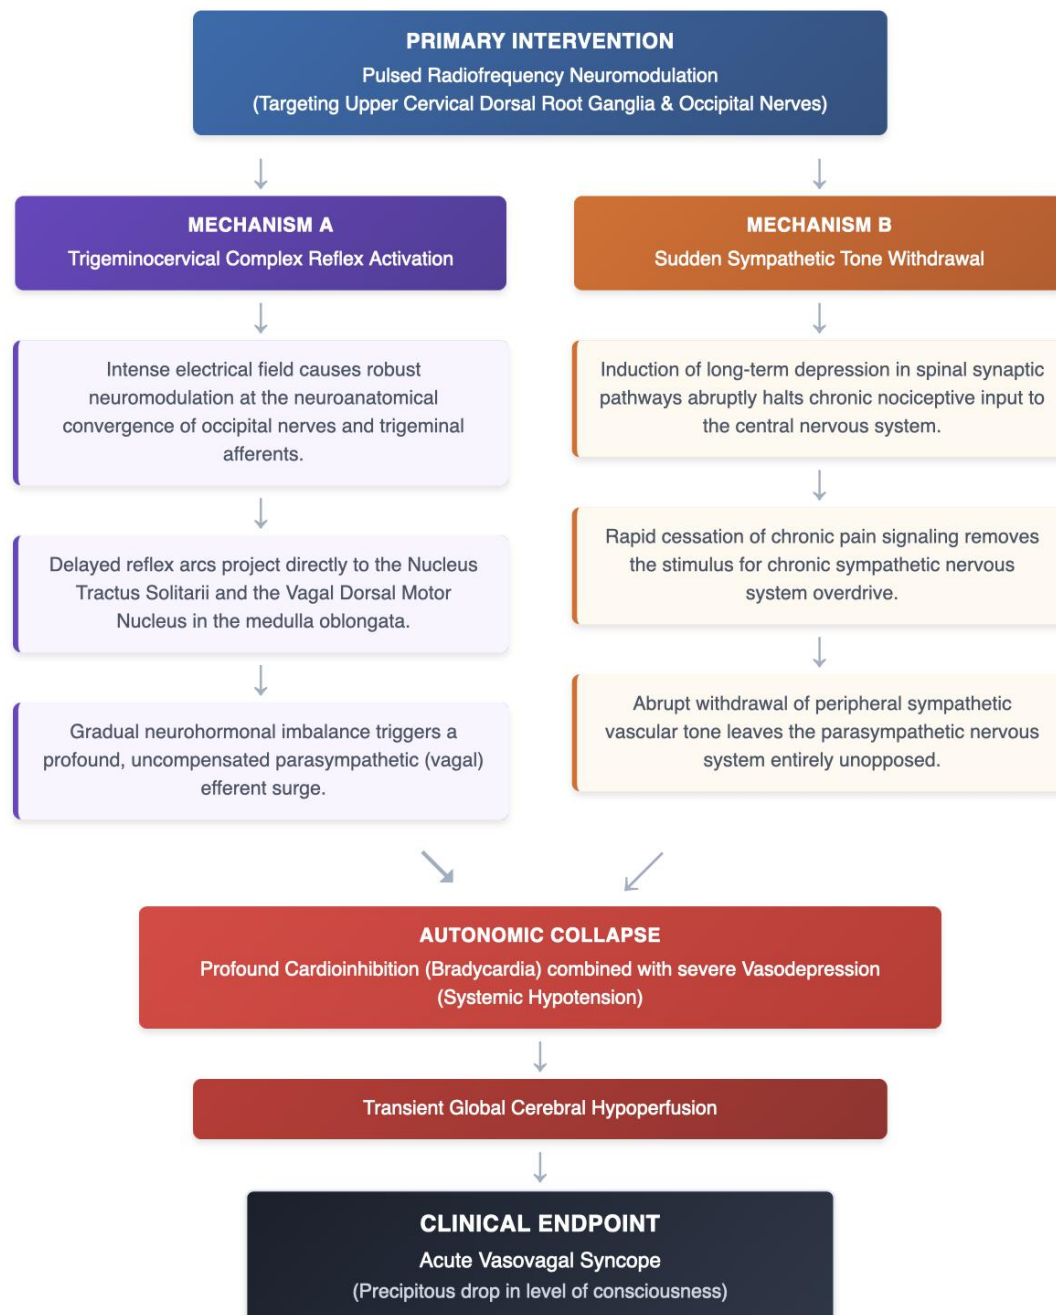 PRIMARY INTERVENTION
Pulsed Radiofrequency Neuromodulation
(Targeting Upper Cervical Dorsal Root Ganglia & Occipital Nerves)
MECHANISM A
Trigeminocervical Complex Reflex Activation
Intense electrical field causes robust
neuromodulation at the neuroanatomical
convergence of occipital nerves and trigeminal
afferents.
Delayed reflex arcs project directly to the Nucleus
Tractus Solitarii and the Vagal Dorsal Motor
Nucleus in the medulla oblongata.
Gradual neurohormonal imbalance triggers a
profound, uncompensated parasympathetic (vagal)
efferent surge.
MECHANISM B
Sudden Sympathetic Tone Withdrawal
Induction of long-term depression in spinal synaptic
pathways abruptly halts chronic nociceptive input to
the central nervous system.
Rapid cessation of chronic pain signaling removes
the stimulus for chronic sympathetic nervous
system overdrive.
Abrupt withdrawal of peripheral sympathetic
vascular tone leaves the parasympathetic nervous
system entirely unopposed.
AUTONOMIC COLLAPSE
Profound Cardioinhibition (Bradycardia) combined with severe Vasodepression
(Systemic Hypotension)
Transient Global Cerebral Hypoperfusion
CLINICAL ENDPOINT
Acute Vasovagal Syncope
(Precipitous drop in level of consciousness)